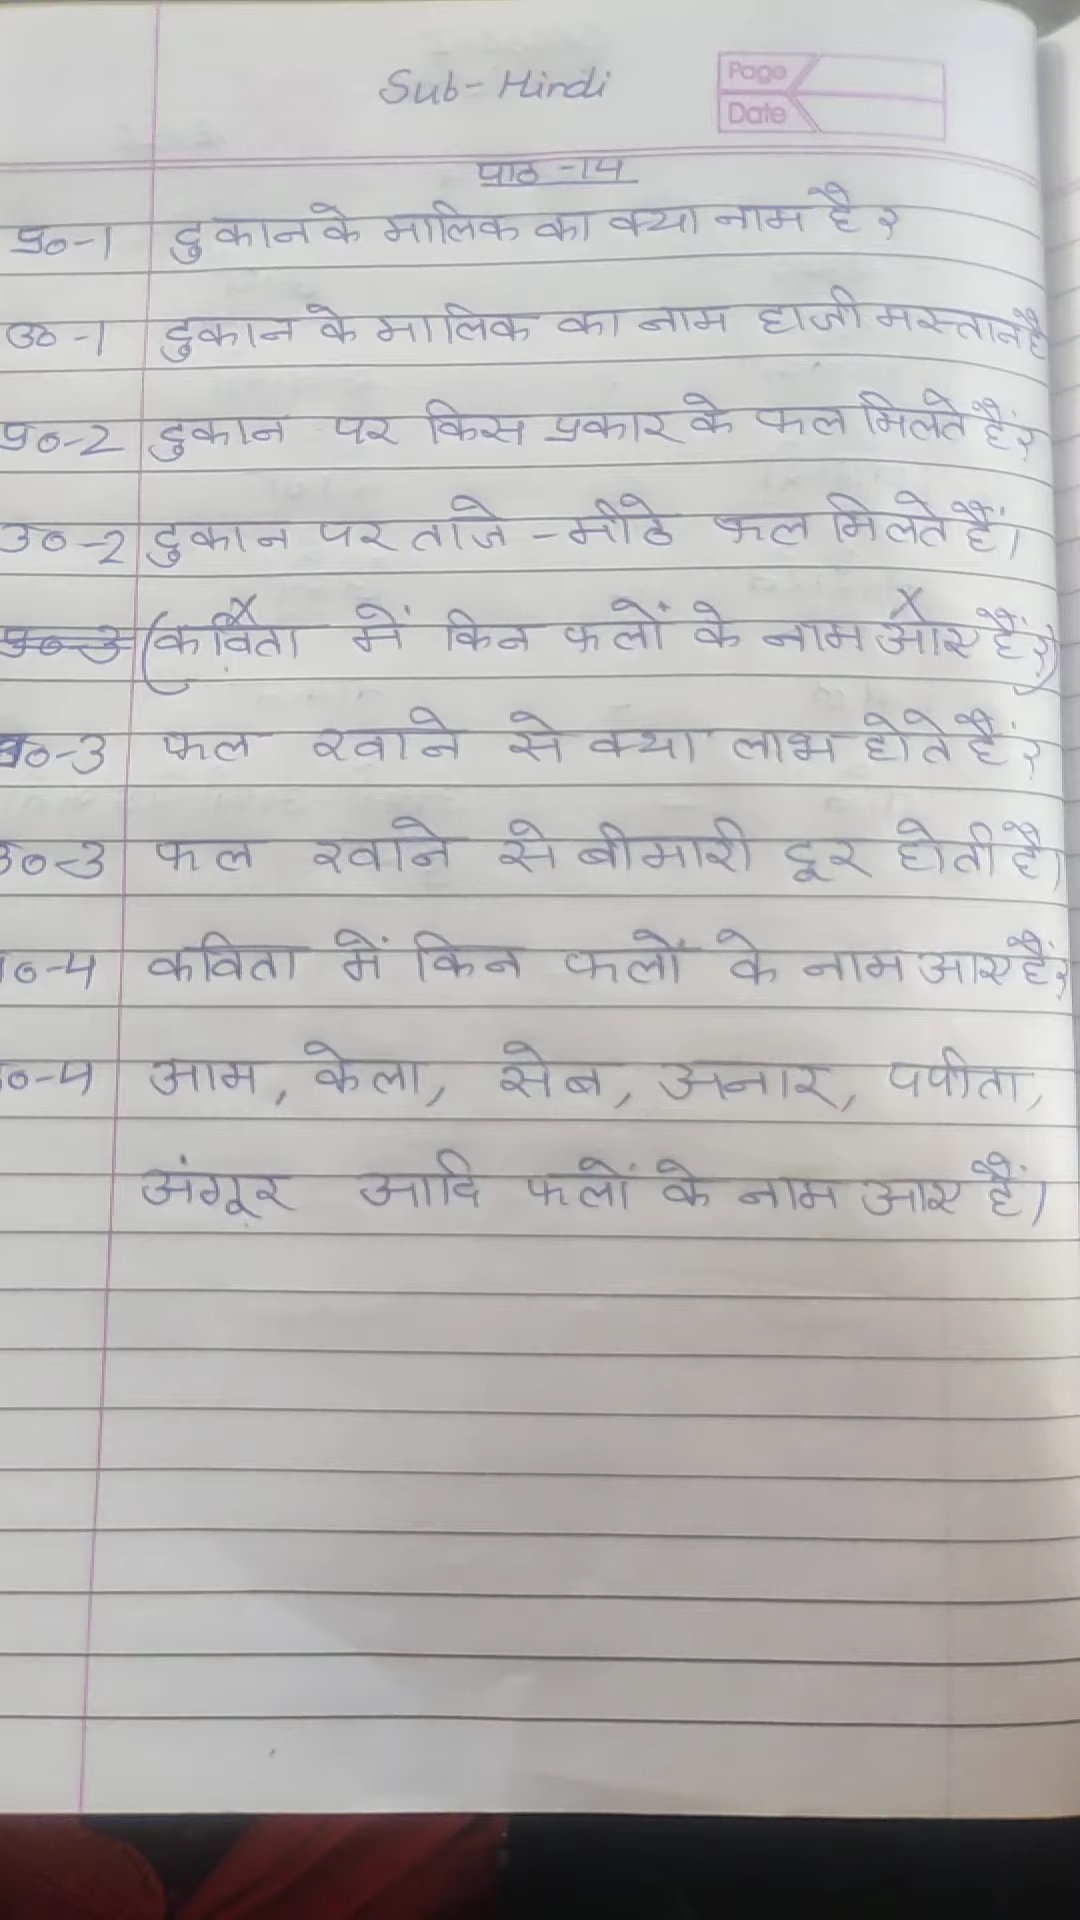 Sub-Hindi
Page
Date
पाठ -14
प्र०-1 दुकान के मालिक का क्या नाम है?
उ०-1 दुकान के मालिक का नाम हाजी मस्तान है
प्र०-2 दुकान पर किस प्रकार के फल मिलते हैं?
उ०-2 दुकान पर ताजे-मीठे फल मिलते हैं।
प्र०-3 (कविता में किन फलों के नाम आए हैं?)
प्र०-3 फल खाने से क्या लाभ होते हैं?
उ०-3 फल खाने से बीमारी दूर होती है।
प्र०-4 कविता में किन फलों के नाम आए हैं?
उ०-4 आम, केला, सेब, अनार, पपीता,
अंगूर आदि फलों के नाम आए हैं।